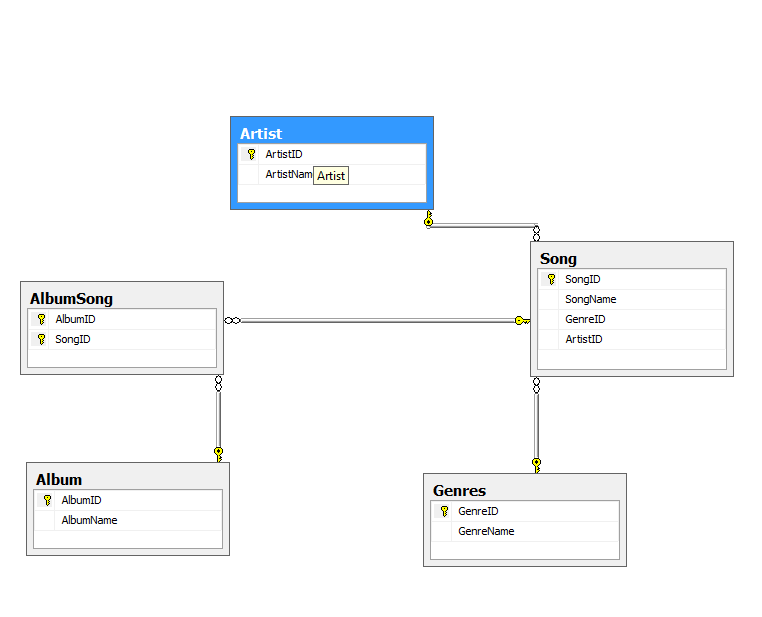 Artist
ArtistID
ArtistNam
Artist
Song
SongID
SongName
GenreID
ArtistID
AlbumSong
AlbumID
SongID
Album
AlbumID
AlbumName
Genres
GenreID
GenreName